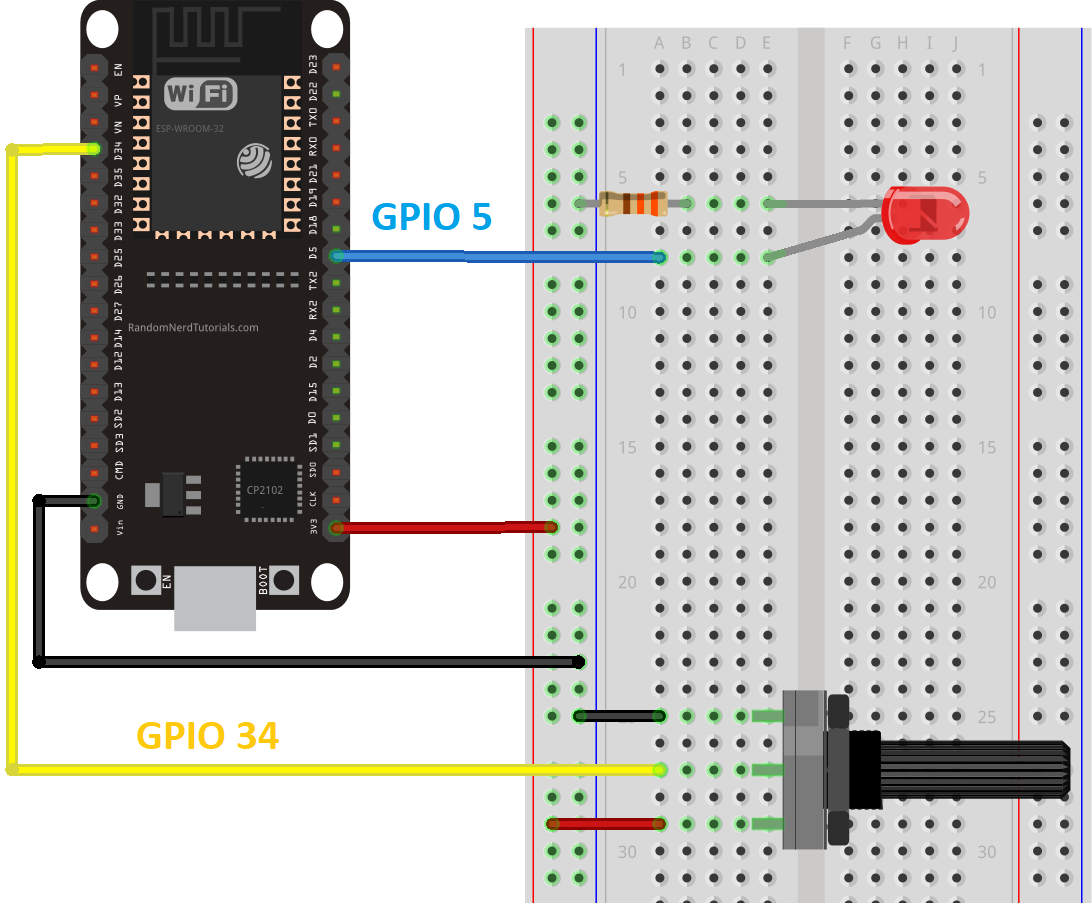 WiFi
ESP-WROOM-32
EN
VP
VN
D34
D35
D32
D33
D25
D26
D27
D14
D12
D13
SD2
SD3
CMD
GND
Vin
D23
D22
TX0
RX0
D21
D19
D18
D5
TX2
RX2
D4
D2
D15
D0
SD1
SD0
CLK
3V3
RandomNerdTutorials.com
CP2102
EN
BOOT
GPIO 5
GPIO 34
A B C D E F G H I J
1 1
5 5
10 10
15 15
20 20
25
30 30